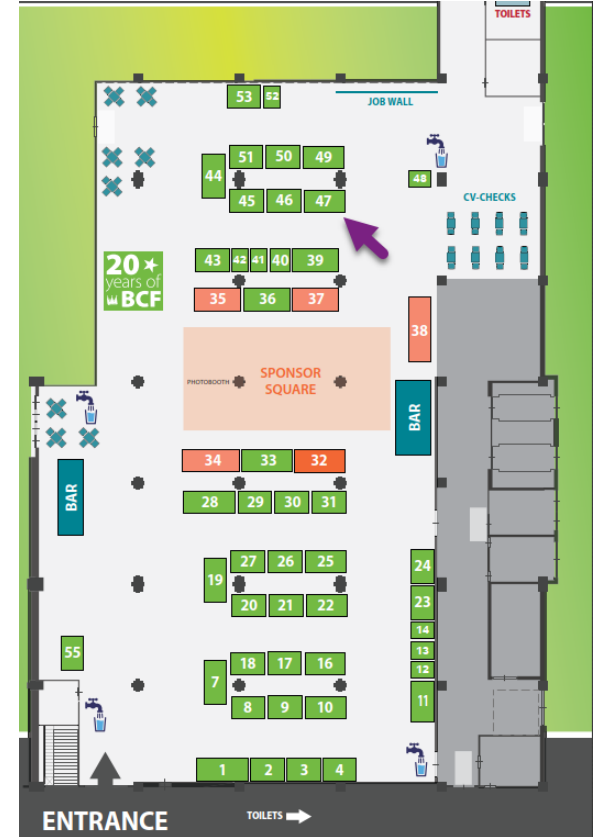 TOILETS
53 52
JOB WALL
51 50 49
44
45 46 47
48
CV-CHECKS
20
years of
BCF
43 42 41 40 39
35 36 37
38
PHOTOBOOTH
SPONSOR
SQUARE
BAR
34 33 32
28 29 30 31
BAR
27 26 25
19
20 21 22
24
23
14
13
12
11
55
18 17 16
7
8 9 10
1 2 3 4
ENTRANCE
TOILETS